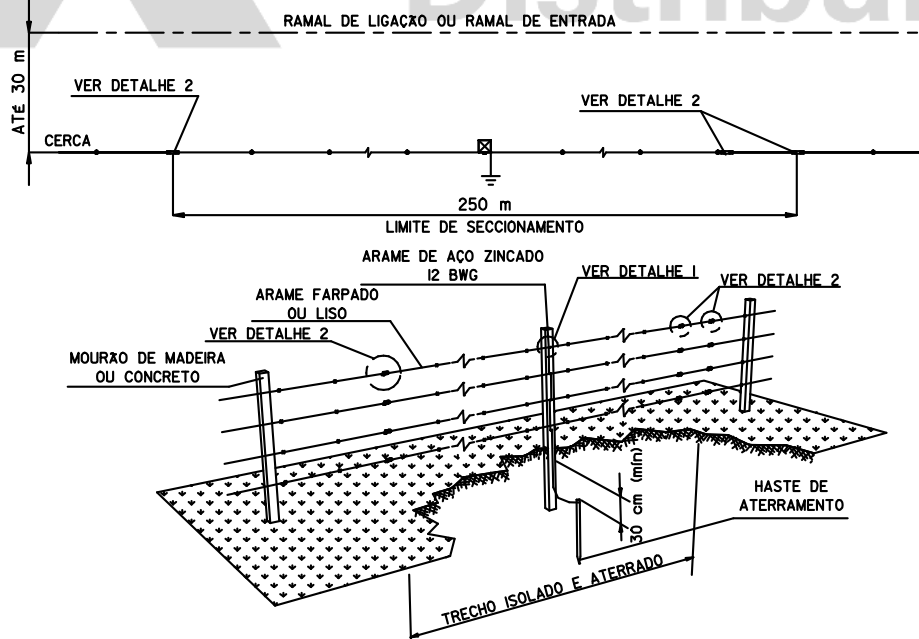 Distribui
RAMAL DE LIGAÇÃO OU RAMAL DE ENTRADA
ATÉ 30 m
VER DETALHE 2
VER DETALHE 2
CERCA
250 m
LIMITE DE SECCIONAMENTO
ARAME DE AÇO ZINCADO
12 BWG
VER DETALHE 1
VER DETALHE 2
ARAME FARPADO
OU LISO
VER DETALHE 2
MOURÃO DE MADEIRA
OU CONCRETO
30 cm (mín)
HASTE DE
ATERRAMENTO
TRECHO ISOLADO E ATERRADO